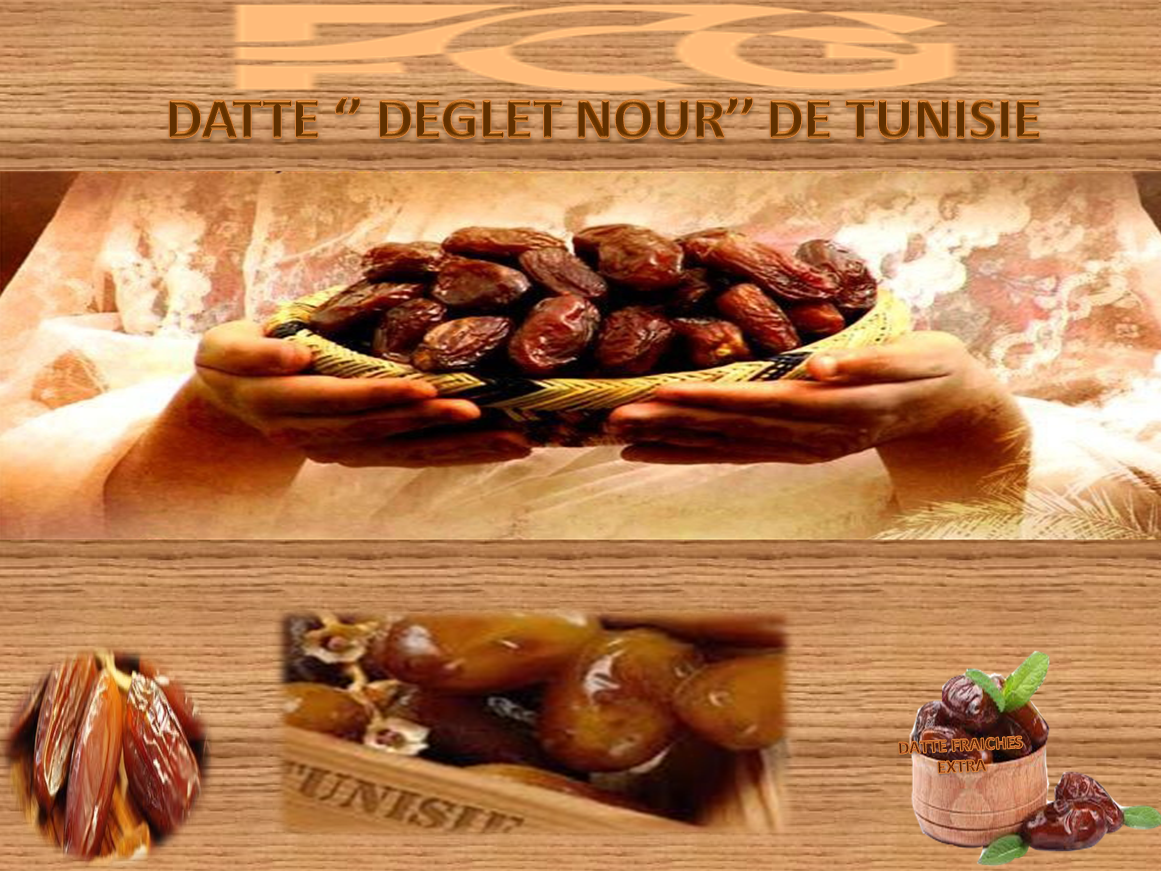 FCG
DATTE ‘’ DEGLET NOUR’’ DE TUNISIE
TUNISIE
DATTE FRAICHES
EXTRA